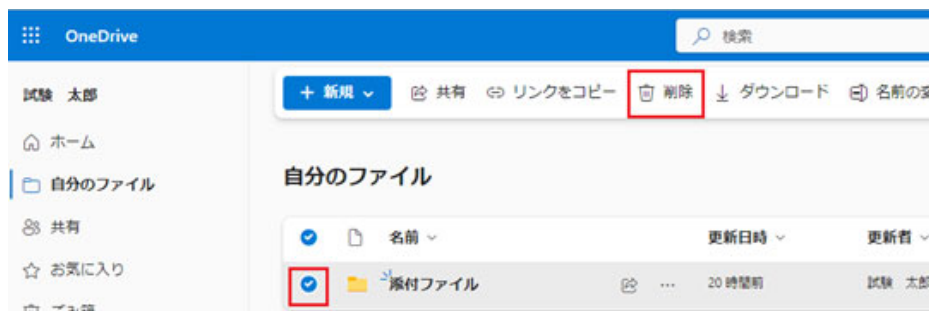 OneDrive
検索
試験 太郎
+ 新規
共有
リンクをコピー
削除
ダウンロード
名前の変
ホーム
自分のファイル
自分のファイル
共有
名前
更新日時
更新者
お気に入り
添付ファイル
...
20 時間前
試験 太郎
ごみ箱